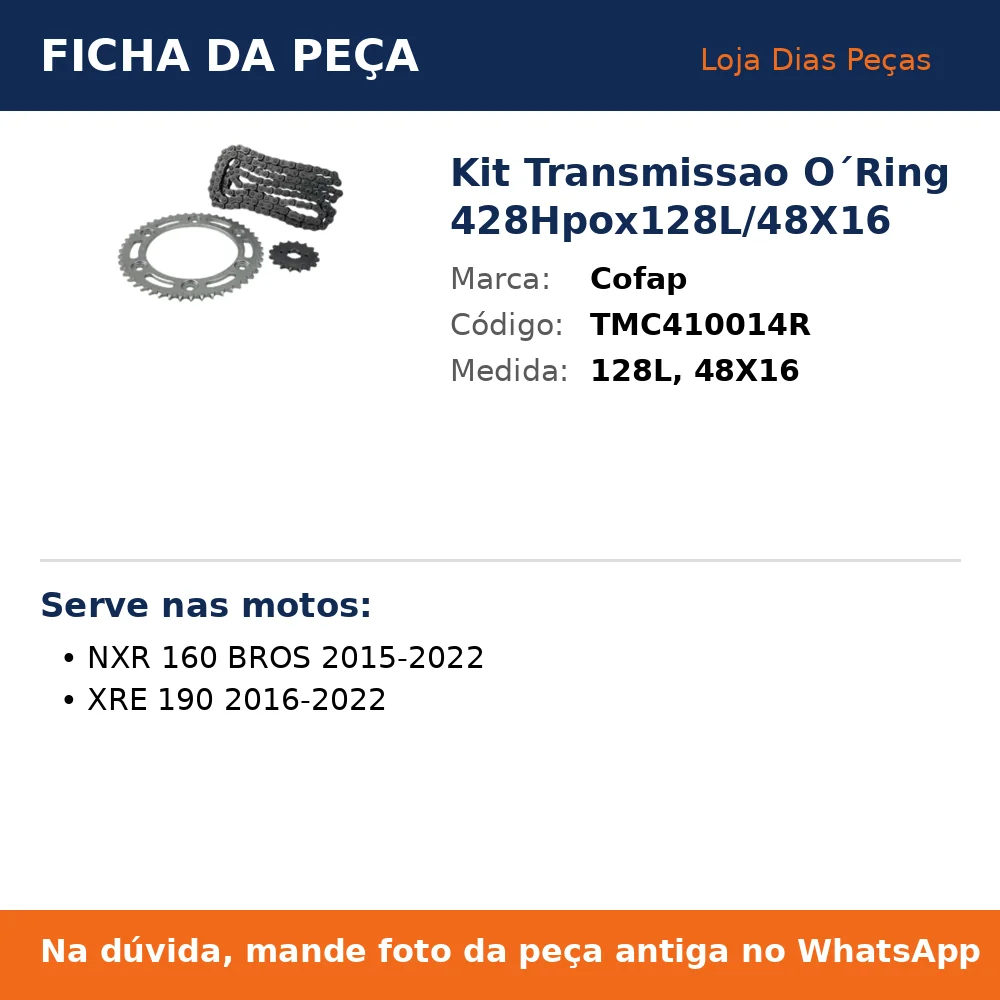 FICHA DA PEÇA
Loja Dias Peças
Kit Transmissao O´Ring
428Hpox128L/48X16
Marca: Cofap
Código: TMC410014R
Medida: 128L, 48X16
Serve nas motos:
• NXR 160 BROS 2015-2022
• XRE 190 2016-2022
Na dúvida, mande foto da peça antiga no WhatsApp